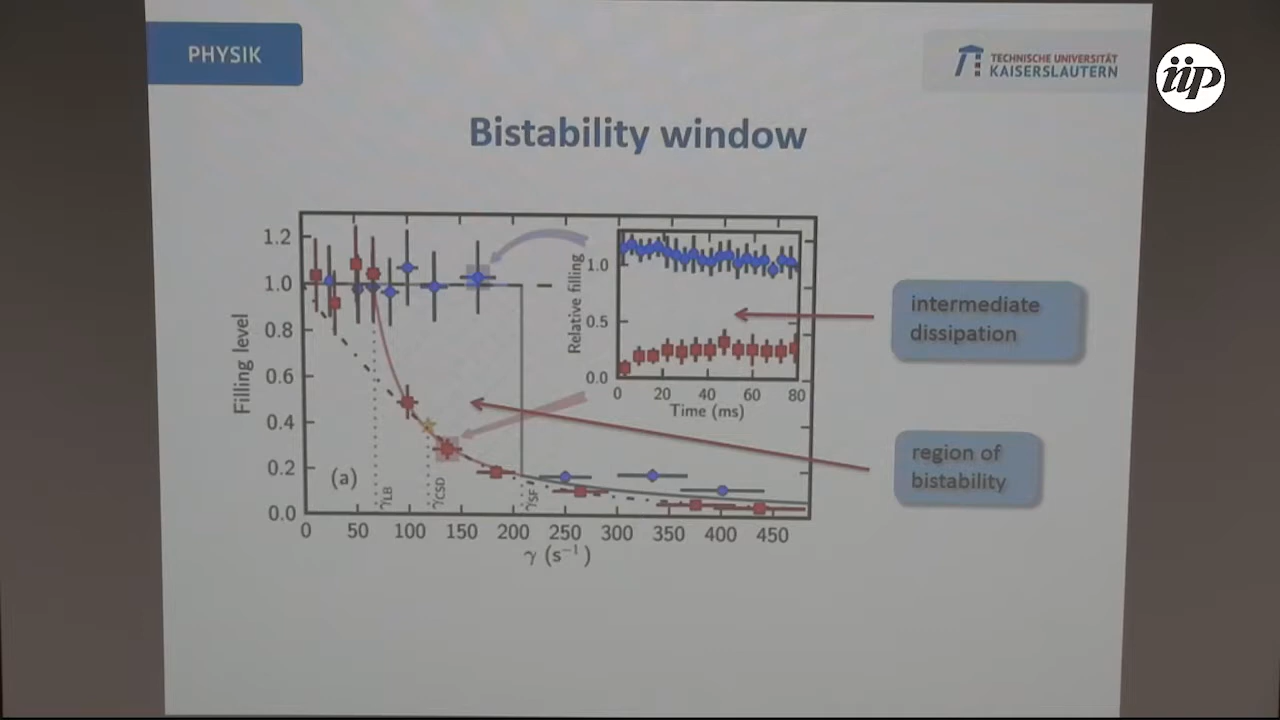 PHYSIK
TECHNISCHE UNIVERSITÄT
KAISERSLAUTERN
iip
Bistability window
Filling level
1.2
1.0
0.8
0.6
0.4
0.2
0.0
(a)
γLB
γCSD
γSF
0 50 100 150 200 250 300 350 400 450
γ (s⁻¹)
Relative filling
1.0
0.5
0.0
0 20 40 60 80
Time (ms)
intermediate
dissipation
region of
bistability